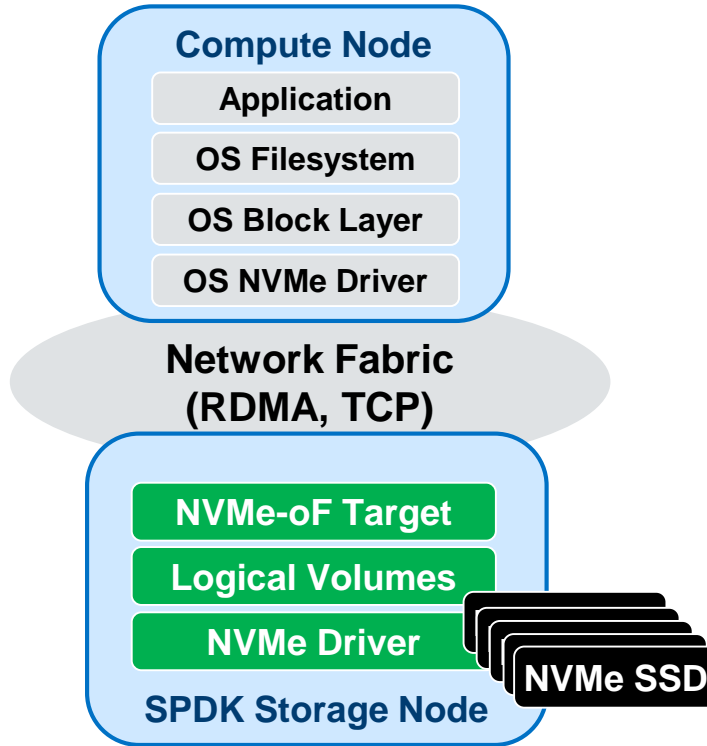 Compute Node
Application
OS Filesystem
OS Block Layer
OS NVMe Driver
Network Fabric
(RDMA, TCP)
NVMe-oF Target
Logical Volumes
NVMe Driver
NVMe SSD
SPDK Storage Node